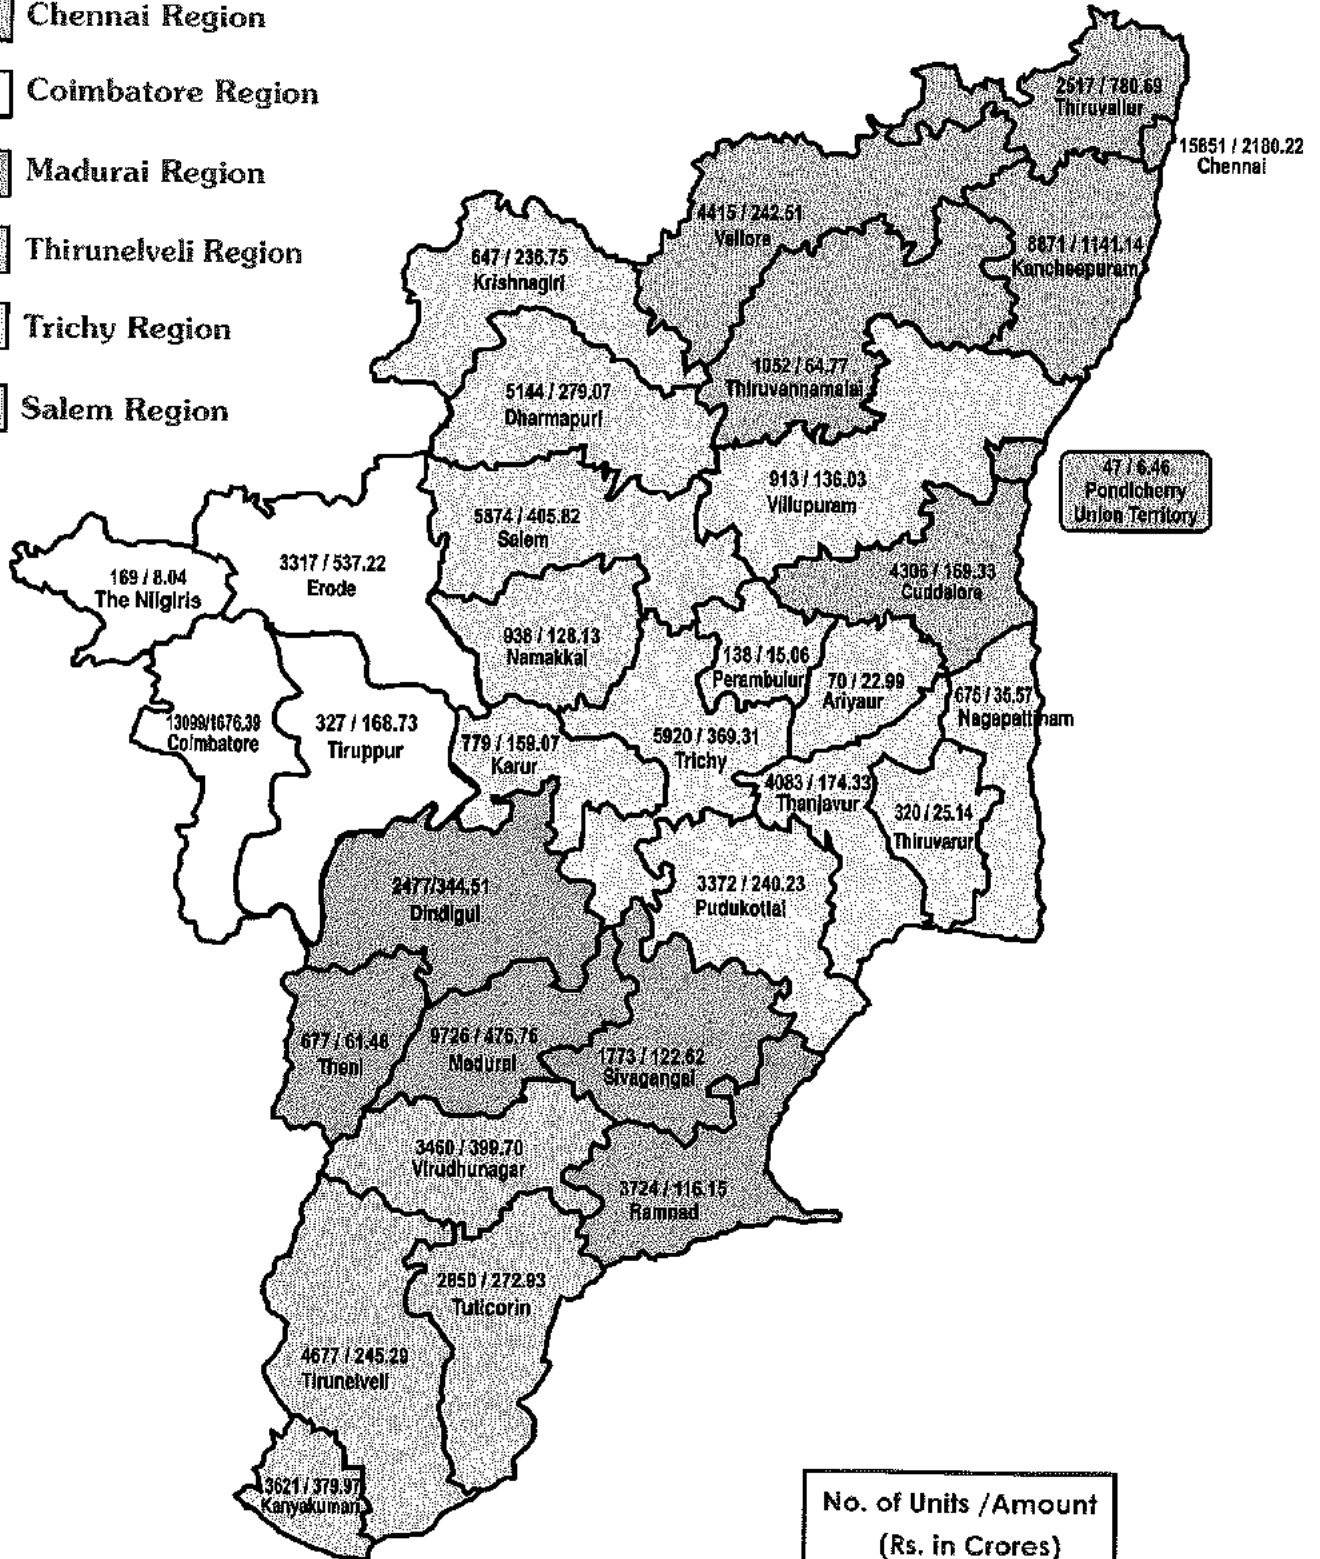 Chennai Region
Coimbatore Region
Madurai Region
Thirunelveli Region
Trichy Region
Salem Region
2517 / 780.69
Thiruvallur
15851 / 2180.22
Chennai
4415 / 242.51
Vellore
8871 / 1141.14
Kancheepuram
647 / 236.75
Krishnagiri
1052 / 64.77
Thiruvannamalai
5144 / 279.07
Dharmapuri
47 / 6.46
Pondicherry
Union Territory
913 / 136.03
Villupuram
5874 / 405.82
Salem
4306 / 169.33
Cuddalore
3317 / 537.22
Erode
169 / 8.04
The Nilgiris
938 / 128.13
Namakkal
138 / 15.06
Perambulur
70 / 22.99
Ariyaur
675 / 35.57
Nagapattinam
13099/1676.39
Coimbatore
327 / 168.73
Tiruppur
779 / 159.07
Karur
5920 / 369.31
Trichy
4083 / 174.33
Thanjavur
320 / 25.14
Thiruvarur
2477/344.51
Dindigul
3372 / 240.23
Pudukottai
677 / 61.46
Theni
9726 / 476.76
Madurai
1773 / 122.62
Sivagangai
3460 / 399.70
Virudhunagar
3724 / 116.15
Ramnad
2850 / 272.93
Tuticorin
4677 / 245.29
Tirunelveli
3621 / 379.97
Kanyakumari
No. of Units /Amount
(Rs. in Crores)